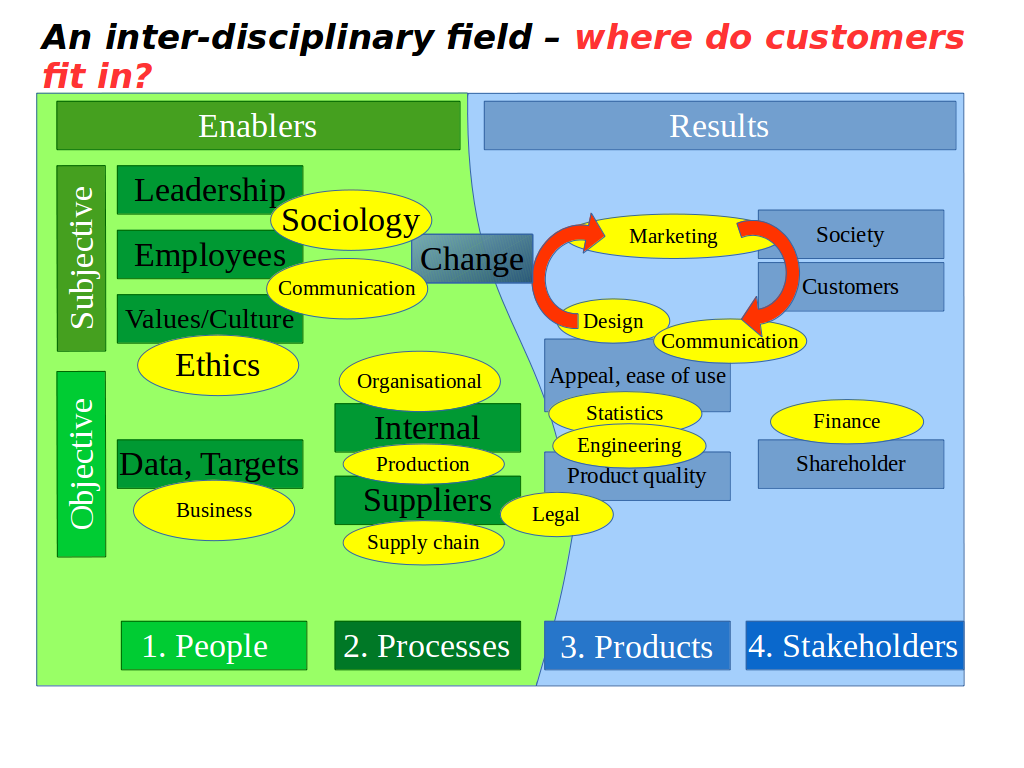 An inter-disciplinary field – where do customers
fit in?
Enablers
Results
Subjective
Leadership
Sociology
Employees
Change
Communication
Values/Culture
Ethics
Marketing
Society
Customers
Design
Communication
Appeal, ease of use
Objective
Organisational
Internal
Production
Data, Targets
Suppliers
Business
Supply chain
Statistics
Engineering
Product quality
Legal
Finance
Shareholder
1. People
2. Processes
3. Products
4. Stakeholders